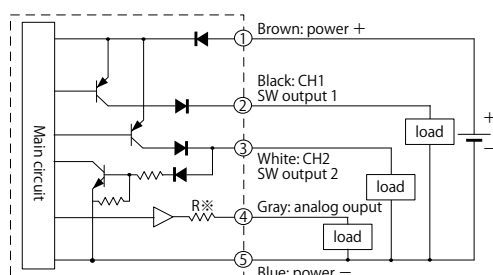 Main circuit
① Brown: power +
Black: CH1
② SW output 1
③
White: CH2
SW output 2
R※
④ Gray: analog ouput
⑤
Blue: power −
load
load
load
+
−